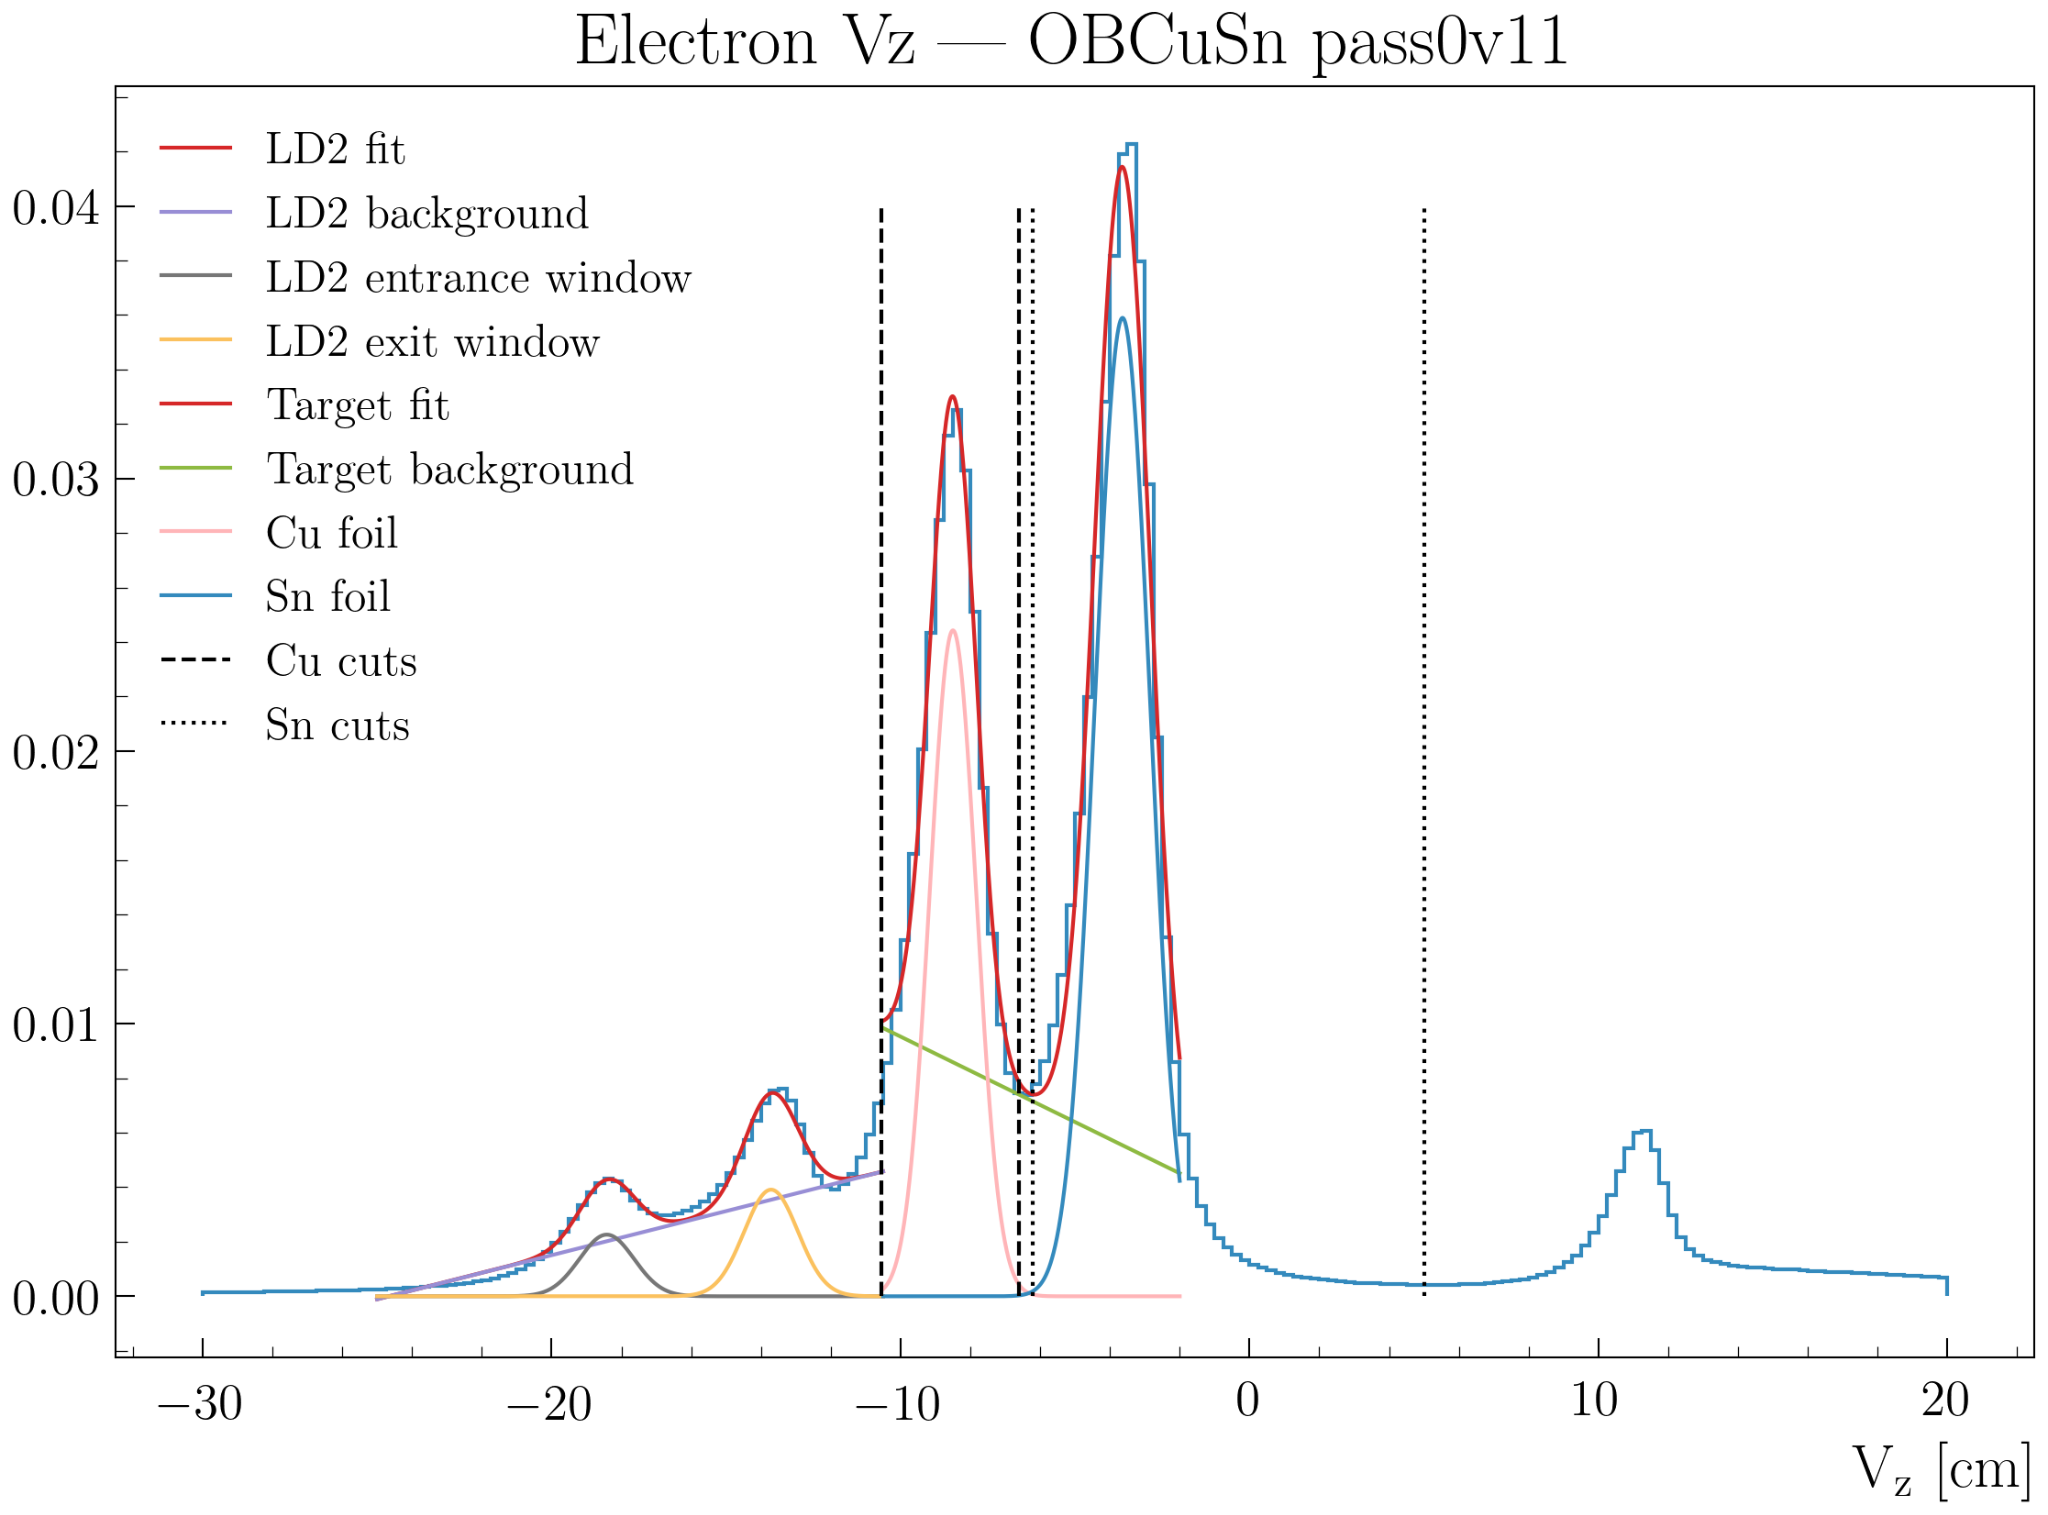 Electron Vz — OBCuSn pass0v11
LD2 fit
LD2 background
LD2 entrance window
LD2 exit window
Target fit
Target background
Cu foil
Sn foil
Cu cuts
Sn cuts
0.04
0.03
0.02
0.01
0.00
−30 −20 −10 0 10 20
V_z [cm]